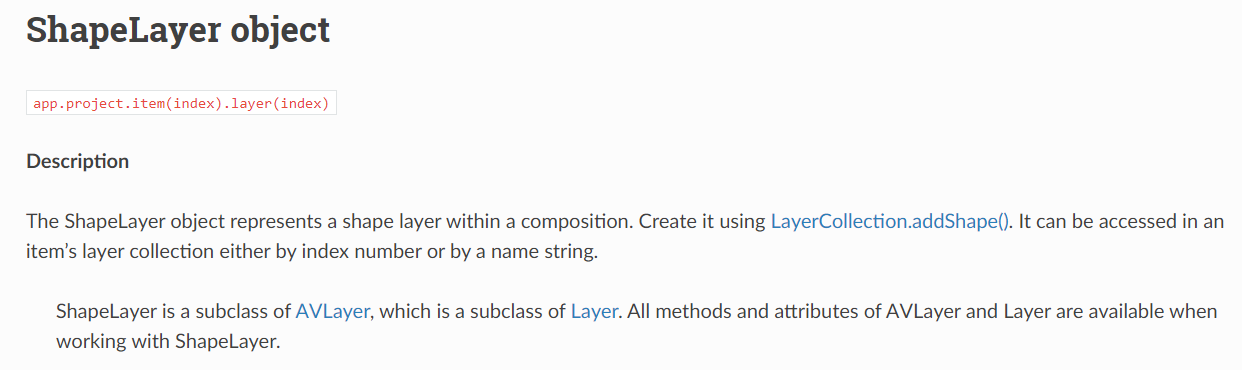 ShapeLayer object
app.project.item(index).layer(index)
Description
The ShapeLayer object represents a shape layer within a composition. Create it using LayerCollection.addShape(). It can be accessed in an
item’s layer collection either by index number or by a name string.
ShapeLayer is a subclass of AVLayer, which is a subclass of Layer. All methods and attributes of AVLayer and Layer are available when
working with ShapeLayer.